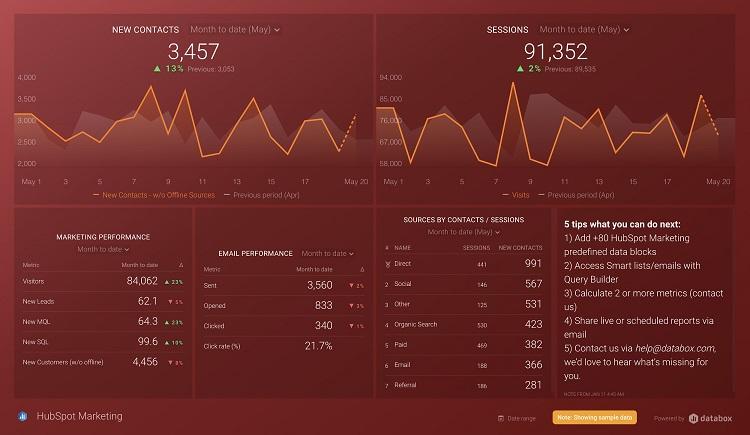 NEW CONTACTS Month to date (May)
3,457
▲ 13% Previous: 3,053
4,000
3,500
3,000
2,500
2,000
May 1 3 5 7 9 11 13 15 17 May 20
New Contacts - w/o Offline Sources Previous period (Apr)
SESSIONS Month to date (May)
91,352
▲ 2% Previous: 89,535
94,000
85,000
76,000
67,000
58,000
May 1 3 5 7 9 11 13 15 17 May 20
Visits Previous period (Apr)
MARKETING PERFORMANCE
Month to date
Metric Month to date Δ
Visitors 84,062 ▲ 23%
New Leads 62.1 ▼ 5%
New MQL 64.3 ▲ 23%
New SQL 99.6 ▲ 10%
New Customers (w/o offline) 4,456 ▼ 8%
EMAIL PERFORMANCE Month to date
Metric Month to date Δ
Sent 3,560 ▼ 2%
Opened 833 ▼ 3%
Clicked 340 ▼ 1%
Click rate (%) 21.7%
SOURCES BY CONTACTS / SESSIONS
Month to date (May)
# NAME SESSIONS NEW CONTACTS
Direct 441 991
2 Social 146 567
3 Other 125 531
4 Organic Search 530 423
5 Paid 469 382
6 Email 188 366
7 Referral 186 281
5 tips what you can do next:
1) Add +80 HubSpot Marketing
predefined data blocks
2) Access Smart lists/emails with
Query Builder
3) Calculate 2 or more metrics (contact
us)
4) Share live or scheduled reports via
email
5) Contact us via help@databox.com,
we'd love to hear what's missing for
you.
NOTE FROM JAN 31 4:45 AM
HubSpot Marketing
Date range
Note: Showing sample data
Powered by databox